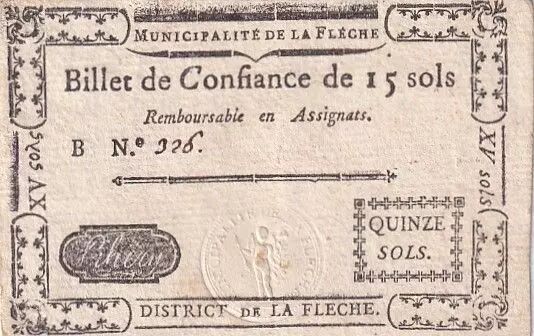 MUNICIPALITÉ DE LA FLÉCHE
Billet de Confiance de 15 sols
Remboursable en Assignats.
B N.º 326.
XV sols
XV sols
QUINZE
SOLS.
DISTRICT DE LA FLECHE.